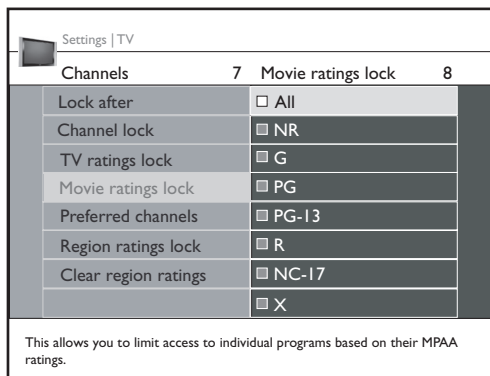 Settings | TV
Channels 7 Movie ratings lock 8
Lock after All
Channel lock NR
TV ratings lock G
Movie ratings lock PG
Preferred channels PG-13
Region ratings lock R
Clear region ratings NC-17
X
This allows you to limit access to individual programs based on their MPAA
ratings.